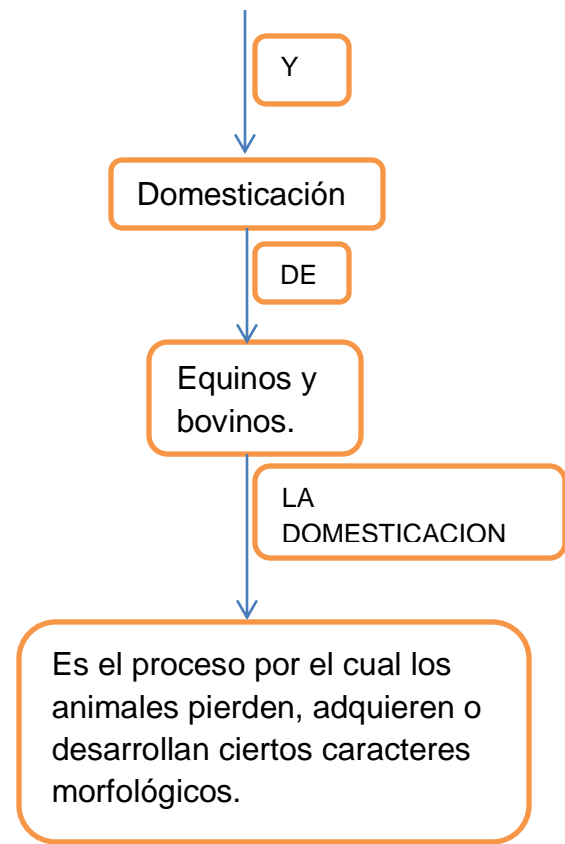 Y
Domesticación
DE
Equinos y
bovinos.
LA
DOMESTICACION
Es el proceso por el cual los
animales pierden, adquieren o
desarrollan ciertos caracteres
morfológicos.